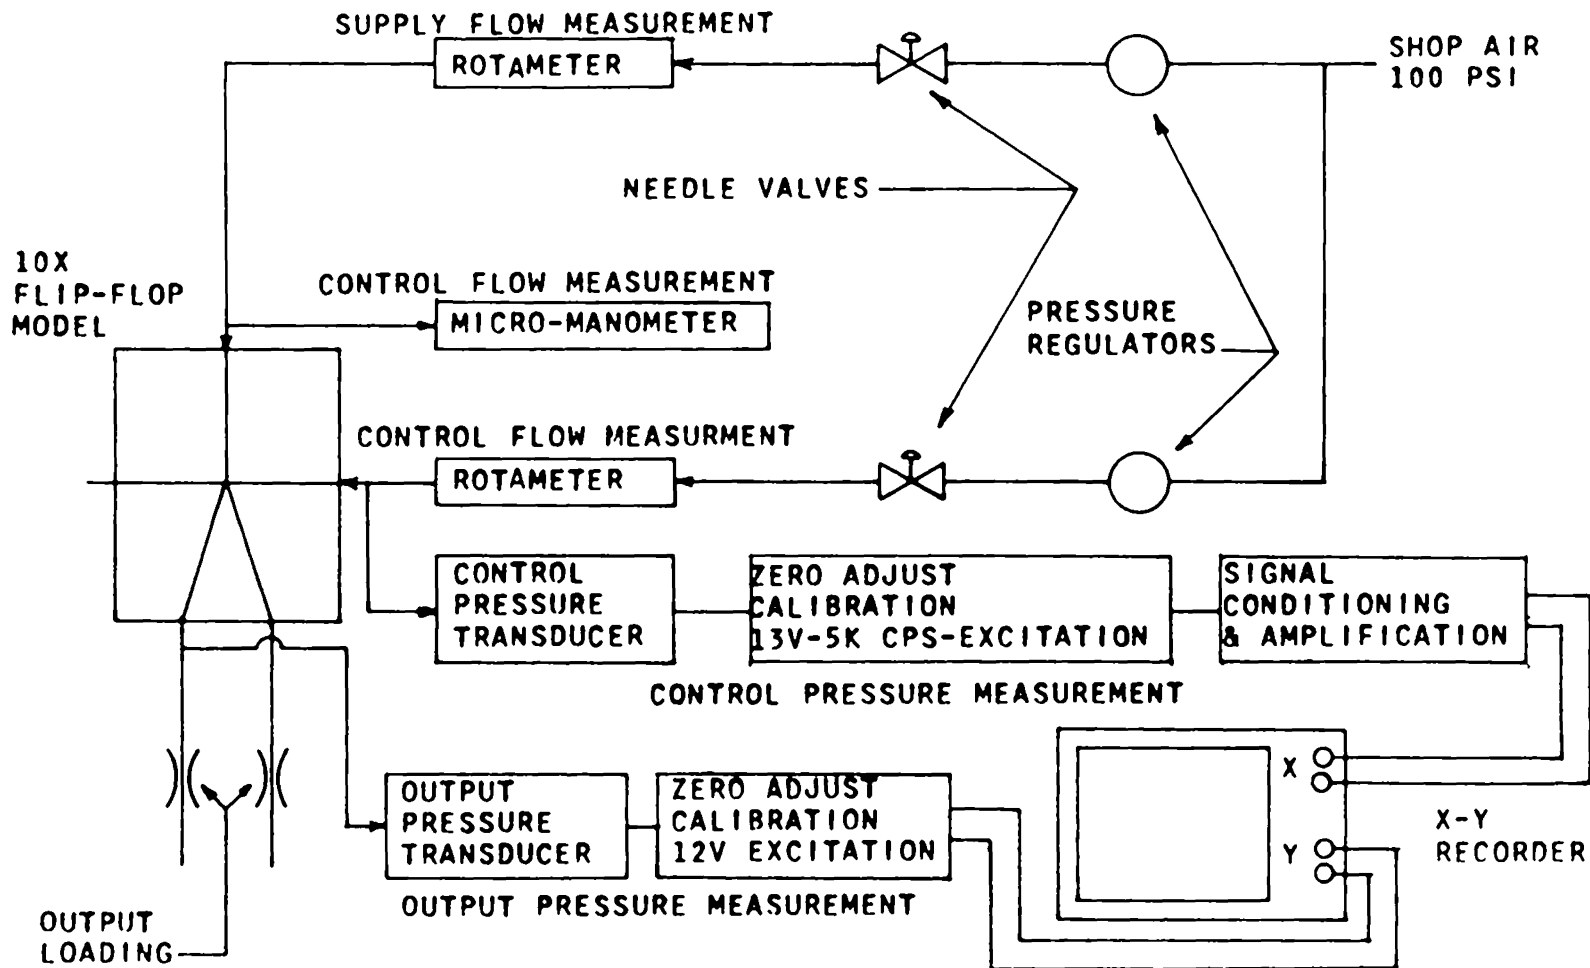 SUPPLY FLOW MEASUREMENT
ROTAMETER
SHOP AIR
100 PSI
NEEDLE VALVES
10X
FLIP-FLOP
MODEL
CONTROL FLOW MEASUREMENT
MICRO-MANOMETER
PRESSURE
REGULATORS
CONTROL FLOW MEASURMENT
ROTAMETER
CONTROL
PRESSURE
TRANSDUCER
ZERO ADJUST
CALIBRATION
13V-5K CPS-EXCITATION
SIGNAL
CONDITIONING
& AMPLIFICATION
CONTROL PRESSURE MEASUREMENT
OUTPUT
PRESSURE
TRANSDUCER
ZERO ADJUST
CALIBRATION
12V EXCITATION
X
Y
X-Y
RECORDER
OUTPUT PRESSURE MEASUREMENT
OUTPUT
LOADING